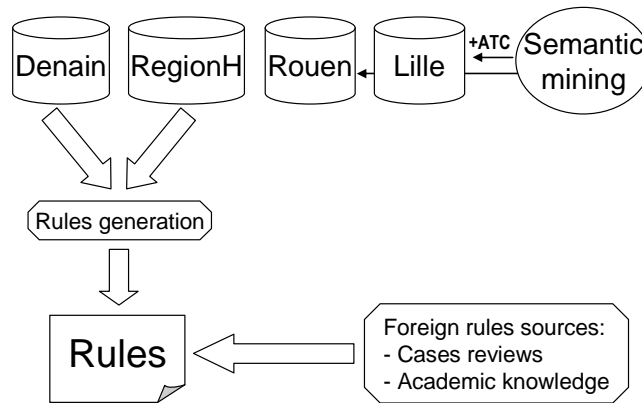 Denain
RegionH
Rouen
Lille
+ATC
Semantic
mining
Rules generation
Rules
Foreign rules sources:
- Cases reviews
- Academic knowledge